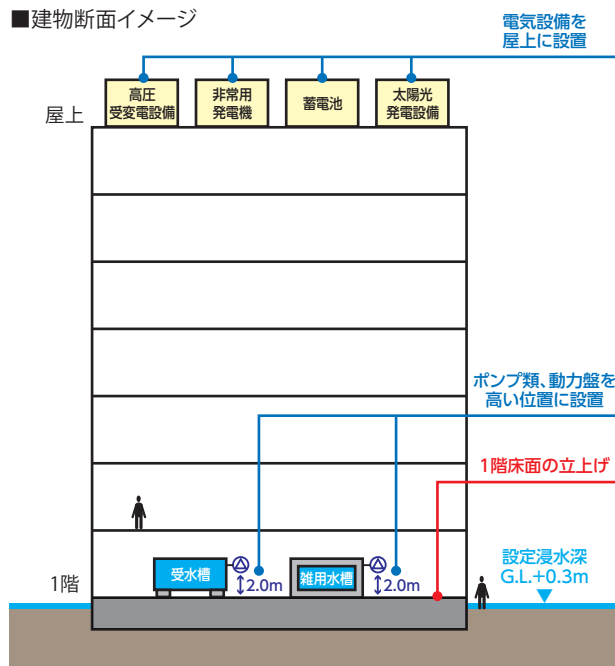 ■建物断面イメージ
電気設備を
屋上に設置
高圧
受変電設備
非常用
発電機
蓄電池
太陽光
発電設備
屋上
ポンプ類、動力盤を
高い位置に設置
1階床面の立上げ
設定浸水深
G.L.+0.3m
受水槽
2.0m
雑用水槽
2.0m
1階